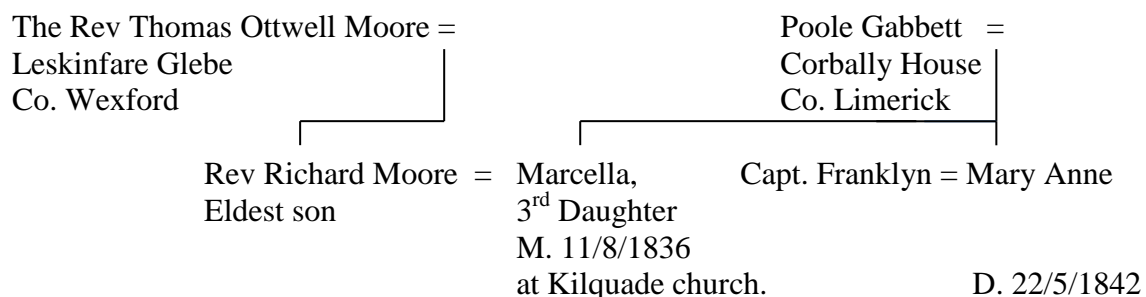 The Rev Thomas Ottwell Moore = Poole Gabbett =
Leskinfare Glebe Corbally House
Co. Wexford Co. Limerick
Rev Richard Moore = Marcella, Capt. Franklyn = Mary Anne
Eldest son 3rd Daughter
M. 11/8/1836
at Kilquade church. D. 22/5/1842